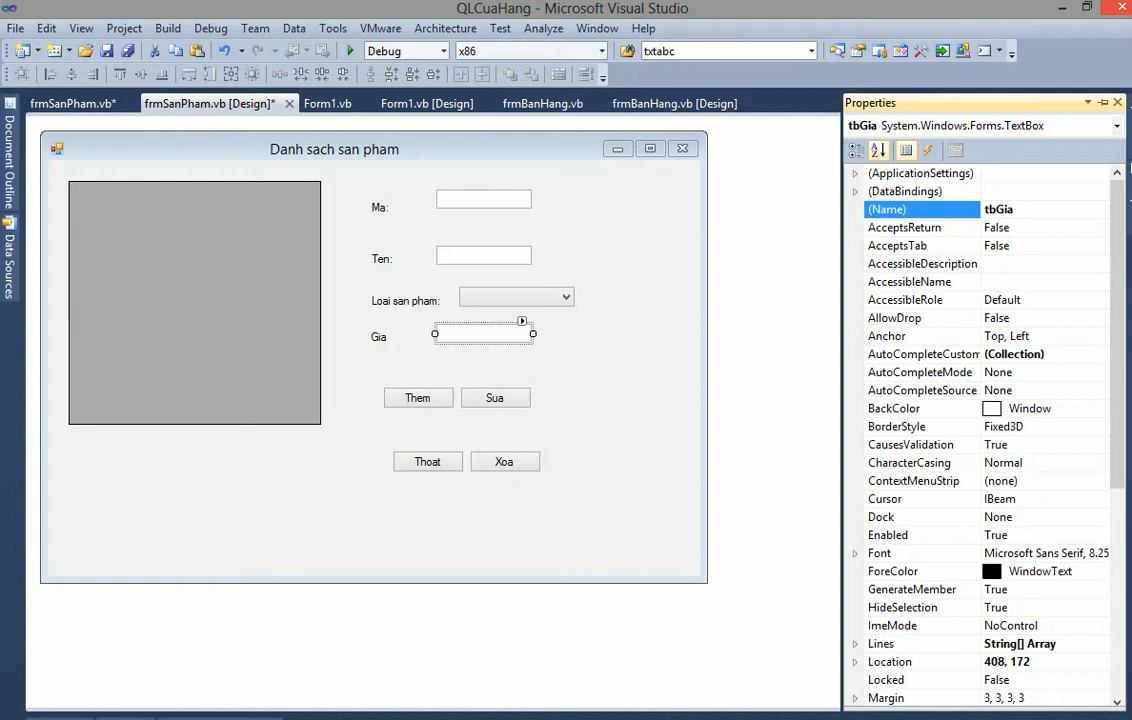 QLCuaHang - Microsoft Visual Studio
File Edit View Project Build Debug Team Data Tools VMware Architecture Test Analyze Window Help
Debug x86 txtabc
frmSanPham.vb* frmSanPham.vb [Design]* Form1.vb Form1.vb [Design] frmBanHang.vb frmBanHang.vb [Design]
Document Outline
Data Sources
Danh sach san pham
Ma:
Ten:
Loai san pham:
Gia
Them Sua
Thoat Xoa
Properties
tbGia System.Windows.Forms.TextBox
(ApplicationSettings)
(DataBindings)
(Name) tbGia
AcceptsReturn False
AcceptsTab False
AccessibleDescription
AccessibleName
AccessibleRole Default
AllowDrop False
Anchor Top, Left
AutoCompleteCustom (Collection)
AutoCompleteMode None
AutoCompleteSource None
BackColor Window
BorderStyle Fixed3D
CausesValidation True
CharacterCasing Normal
ContextMenuStrip (none)
Cursor IBeam
Dock None
Enabled True
Font Microsoft Sans Serif, 8.25
ForeColor WindowText
GenerateMember True
HideSelection True
ImeMode NoControl
Lines String[] Array
Location 408, 172
Locked False
Margin 3, 3, 3, 3